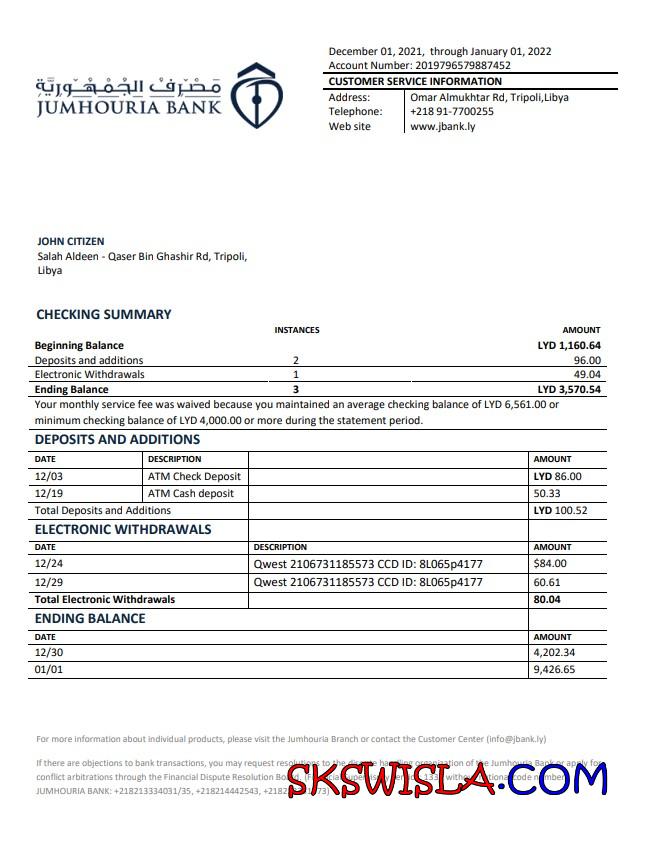 December 01, 2021, through January 01, 2022
Account Number: 2019796579887452
CUSTOMER SERVICE INFORMATION
Address: Omar Almukhtar Rd, Tripoli,Libya
Telephone: +218 91-7700255
Web site www.jbank.ly
مصرف الجمهورية
JUMHOURIA BANK
JOHN CITIZEN
Salah Aldeen - Qaser Bin Ghashir Rd, Tripoli,
Libya
CHECKING SUMMARY
INSTANCES AMOUNT
Beginning Balance LYD 1,160.64
Deposits and additions 2 96.00
Electronic Withdrawals 1 49.04
Ending Balance 3 LYD 3,570.54
Your monthly service fee was waived because you maintained an average checking balance of LYD 6,561.00 or
minimum checking balance of LYD 4,000.00 or more during the statement period.
DEPOSITS AND ADDITIONS
DATE DESCRIPTION AMOUNT
12/03 ATM Check Deposit LYD 86.00
12/19 ATM Cash deposit 50.33
Total Deposits and Additions LYD 100.52
ELECTRONIC WITHDRAWALS
DATE DESCRIPTION AMOUNT
12/24 Qwest 2106731185573 CCD ID: 8L065p4177 $84.00
12/29 Qwest 2106731185573 CCD ID: 8L065p4177 60.61
Total Electronic Withdrawals 80.04
ENDING BALANCE
DATE AMOUNT
12/30 4,202.34
01/01 9,426.65
For more information about individual products, please visit the Jumhouria Branch or contact the Customer Center (info@jbank.ly)
If there are objections to bank transactions, you may request resolutions to the dispute handling organization of the Jumhouria Bank or apply for
conflict arbitrations through the Financial Dispute Resolution Board. without code number
JUMHOURIA BANK: +218213334031/35, +218214442543,
SKSWISLA.COM